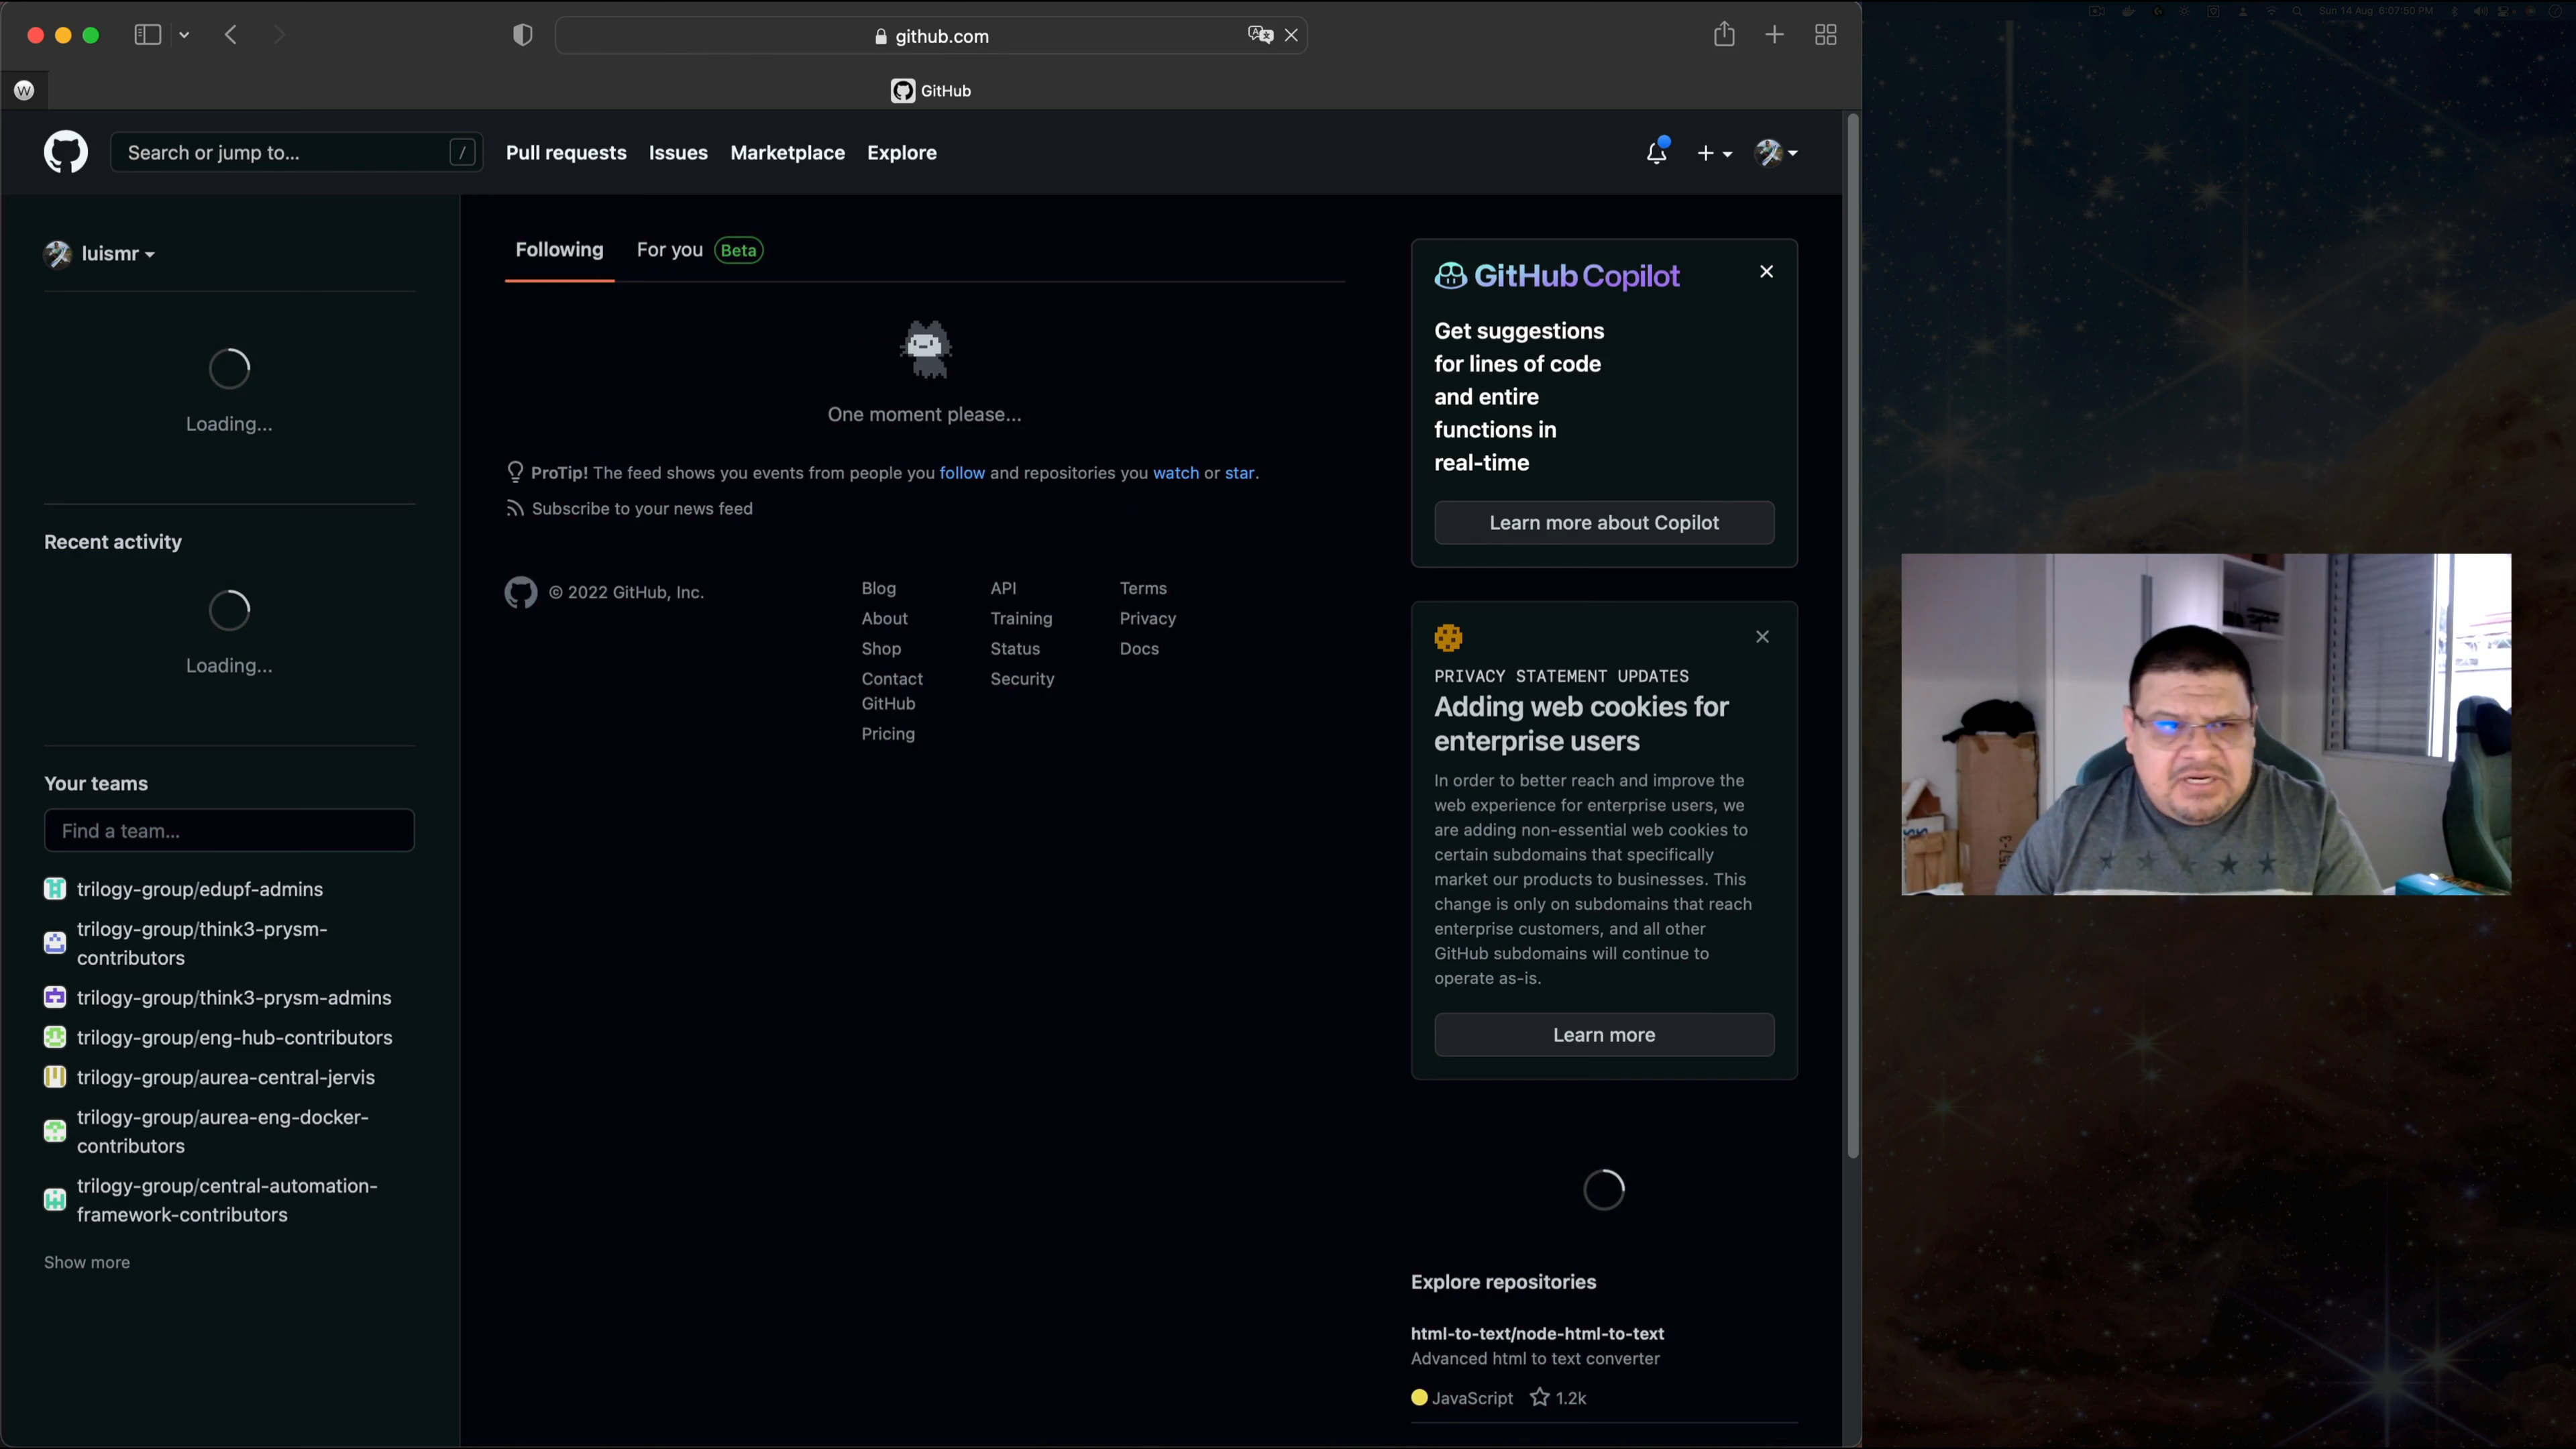 Sun 14 Aug 6:07:50 PM
github.com
W
GitHub
Search or jump to...
/
Pull requests
Issues
Marketplace
Explore
luismr
Loading...
Recent activity
Loading...
Your teams
Find a team...
trilogy-group/edupf-admins
trilogy-group/think3-prysm-
contributors
trilogy-group/think3-prysm-admins
trilogy-group/eng-hub-contributors
trilogy-group/aurea-central-jervis
trilogy-group/aurea-eng-docker-
contributors
trilogy-group/central-automation-
framework-contributors
Show more
Following
For you Beta
One moment please...
ProTip! The feed shows you events from people you follow and repositories you watch or star.
Subscribe to your news feed
© 2022 GitHub, Inc.
Blog
About
Shop
Contact
GitHub
Pricing
API
Training
Status
Security
Terms
Privacy
Docs
GitHub Copilot
Get suggestions
for lines of code
and entire
functions in
real-time
Learn more about Copilot
PRIVACY STATEMENT UPDATES
Adding web cookies for
enterprise users
In order to better reach and improve the
web experience for enterprise users, we
are adding non-essential web cookies to
certain subdomains that specifically
market our products to businesses. This
change is only on subdomains that reach
enterprise customers, and all other
GitHub subdomains will continue to
operate as-is.
Learn more
Explore repositories
html-to-text/node-html-to-text
Advanced html to text converter
JavaScript 1.2k